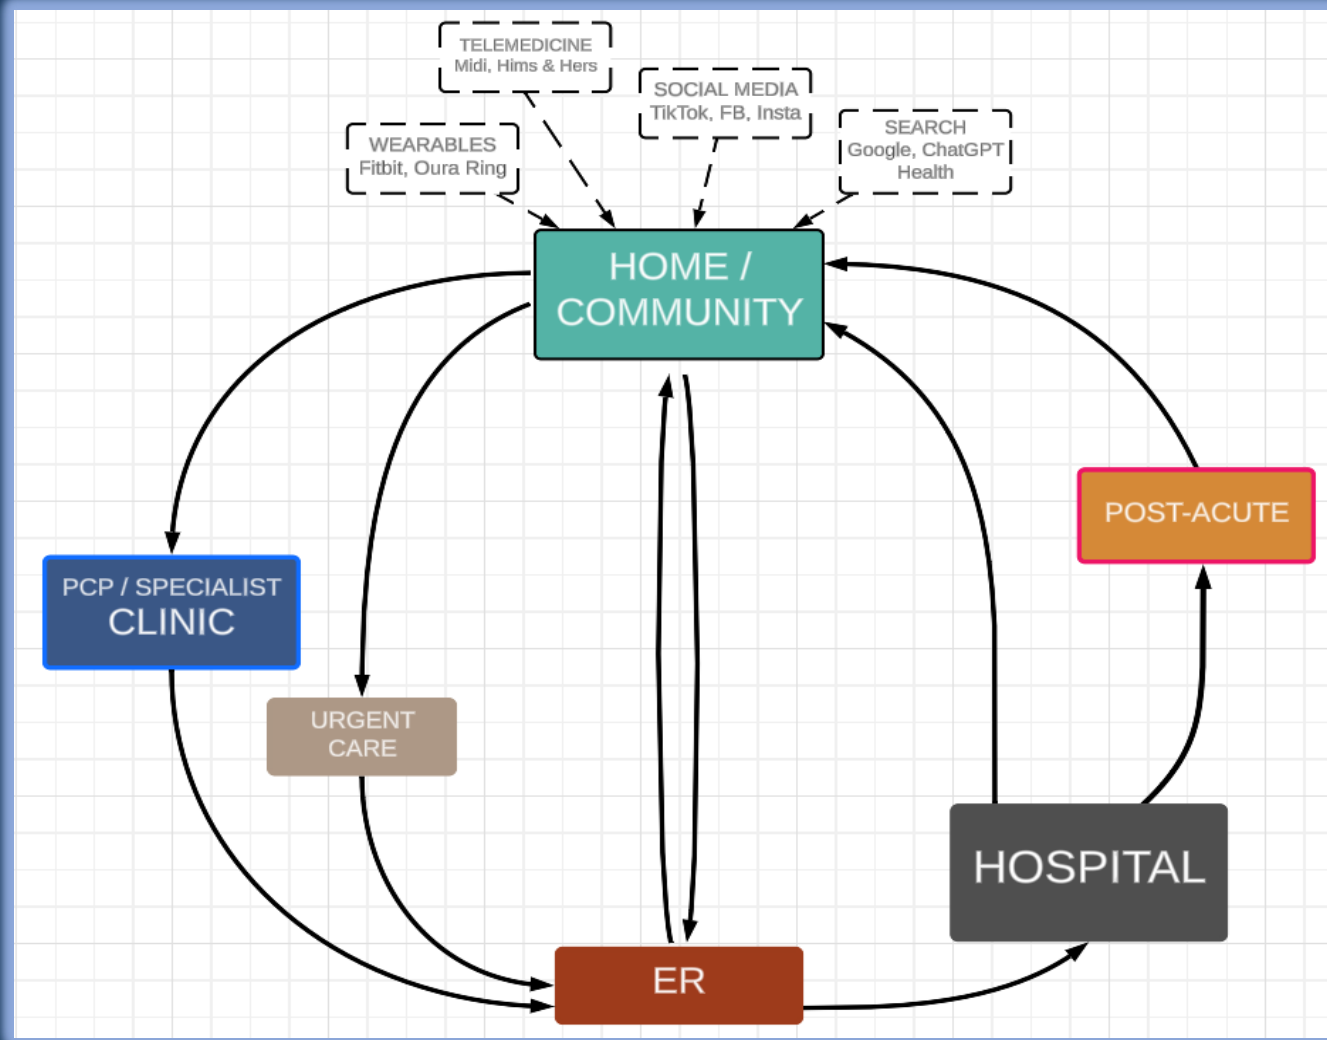 TELEMEDICINE
Midi, Hims & Hers
SOCIAL MEDIA
TikTok, FB, Insta
SEARCH
Google, ChatGPT
Health
WEARABLES
Fitbit, Oura Ring
HOME /
COMMUNITY
POST-ACUTE
PCP / SPECIALIST
CLINIC
URGENT
CARE
HOSPITAL
ER